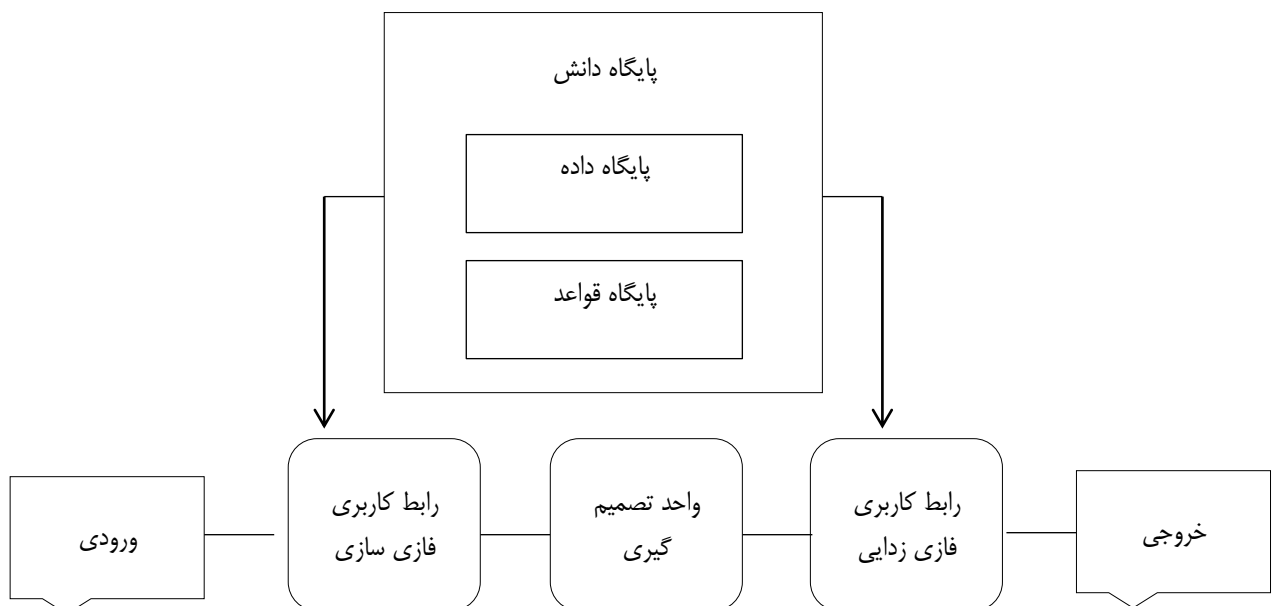 پایگاه دانش
پایگاه داده
پایگاه قواعد
ورودی
رابط کاربری
فازی سازی
واحد تصمیم
گیری
رابط کاربری
فازی زدایی
خروجی